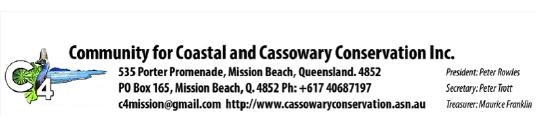 C4
Community for Coastal and Cassowary Conservation Inc.
535 Porter Promenade, Mission Beach, Queensland. 4852
President: Peter Rowles
PO Box 165, Mission Beach, Q. 4852 Ph: +617 40687197
Secretary: Peter Trott
c4mission@gmail.com http://www.cassowaryconservation.asn.au
Treasurer: Maurice Franklin